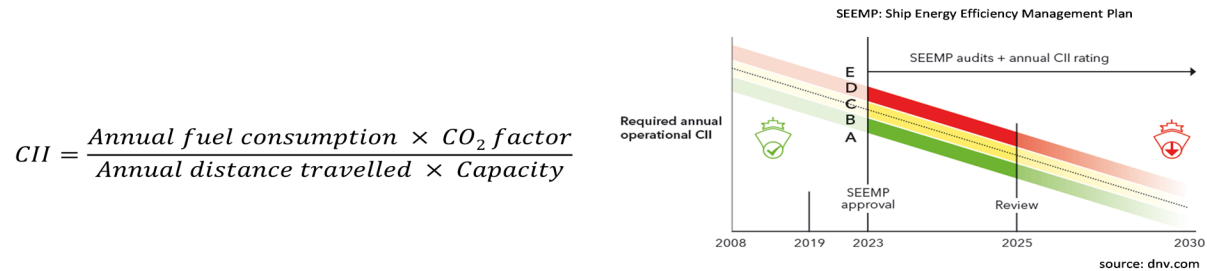 SEEMP: Ship Energy Efficiency Management Plan
CII = Annual fuel consumption × CO₂ factor
Annual distance travelled × Capacity
SEEMP audits + annual CII rating
E
D
C
B
A
Required annual
operational CII
SEEMP
approval
Review
2008
2019
2023
2025
2030
source: dnv.com